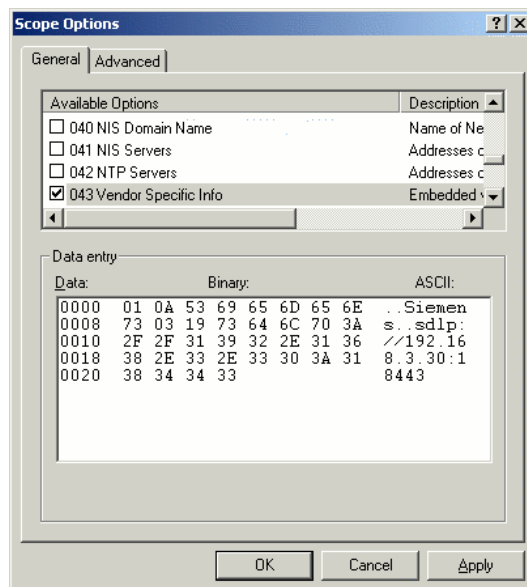 Scope Options
General Advanced
Available Options Description
040 NIS Domain Name Name of Ne
041 NIS Servers Addresses c
042 NTP Servers Addresses c
043 Vendor Specific Info Embedded
Data entry
Data: Binary: ASCII:
0000 01 0A 53 69 65 6D 65 6E ..Siemen
0008 73 03 19 73 64 6C 70 3A s..sdlp:
0010 2F 2F 31 39 32 2E 31 36 //192.16
0018 38 2E 33 2E 33 30 3A 31 8.3.30:1
0020 38 34 34 33 8443
OK Cancel Apply